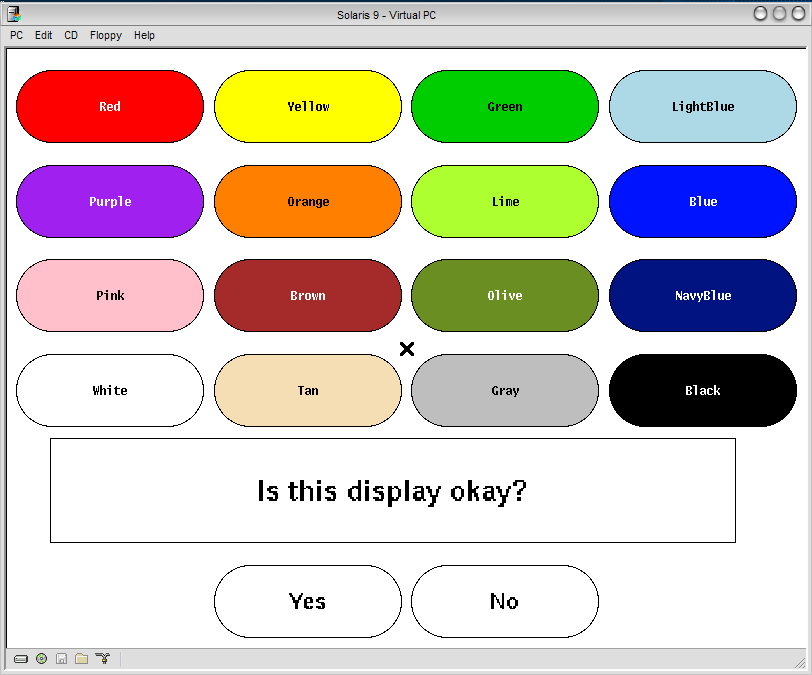 Solaris 9 - Virtual PC
PC Edit CD Floppy Help
Red Yellow Green LightBlue
Purple Orange Lime Blue
Pink Brown Olive NavyBlue
White Tan Gray Black
Is this display okay?
Yes No